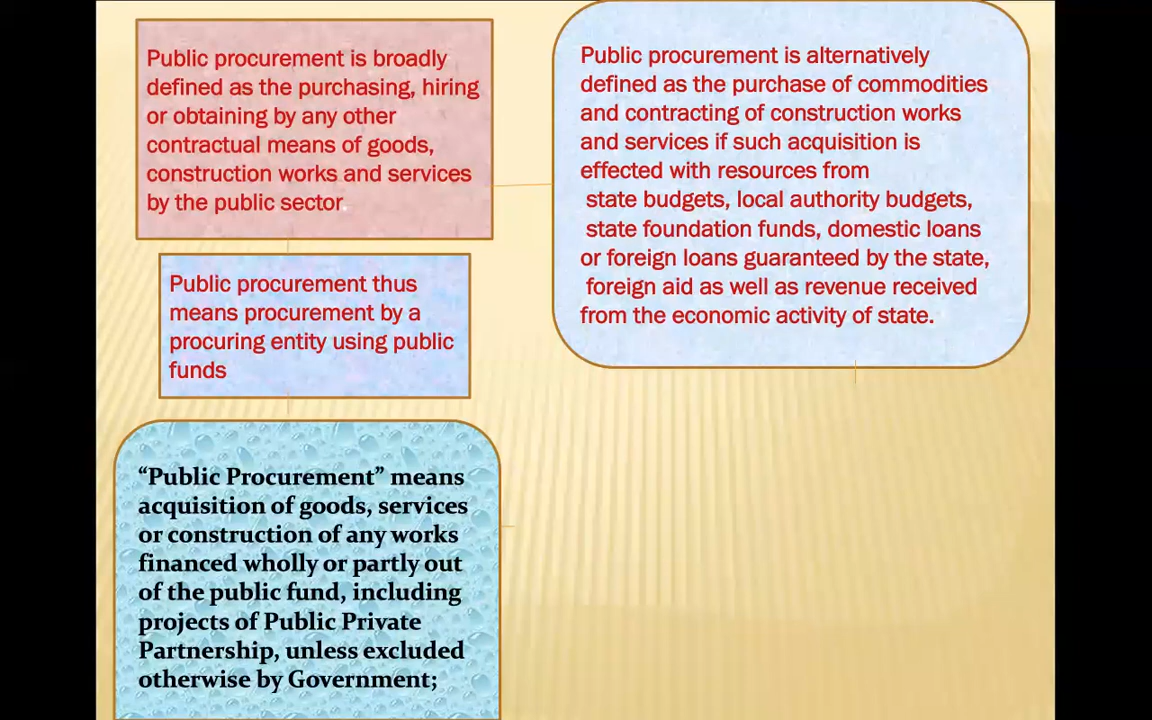 Public procurement is broadly
defined as the purchasing, hiring
or obtaining by any other
contractual means of goods,
construction works and services
by the public sector.
Public procurement is alternatively
defined as the purchase of commodities
and contracting of construction works
and services if such acquisition is
effected with resources from
state budgets, local authority budgets,
state foundation funds, domestic loans
or foreign loans guaranteed by the state,
foreign aid as well as revenue received
from the economic activity of state.
Public procurement thus
means procurement by a
procuring entity using public
funds
“Public Procurement” means
acquisition of goods, services
or construction of any works
financed wholly or partly out
of the public fund, including
projects of Public Private
Partnership, unless excluded
otherwise by Government;